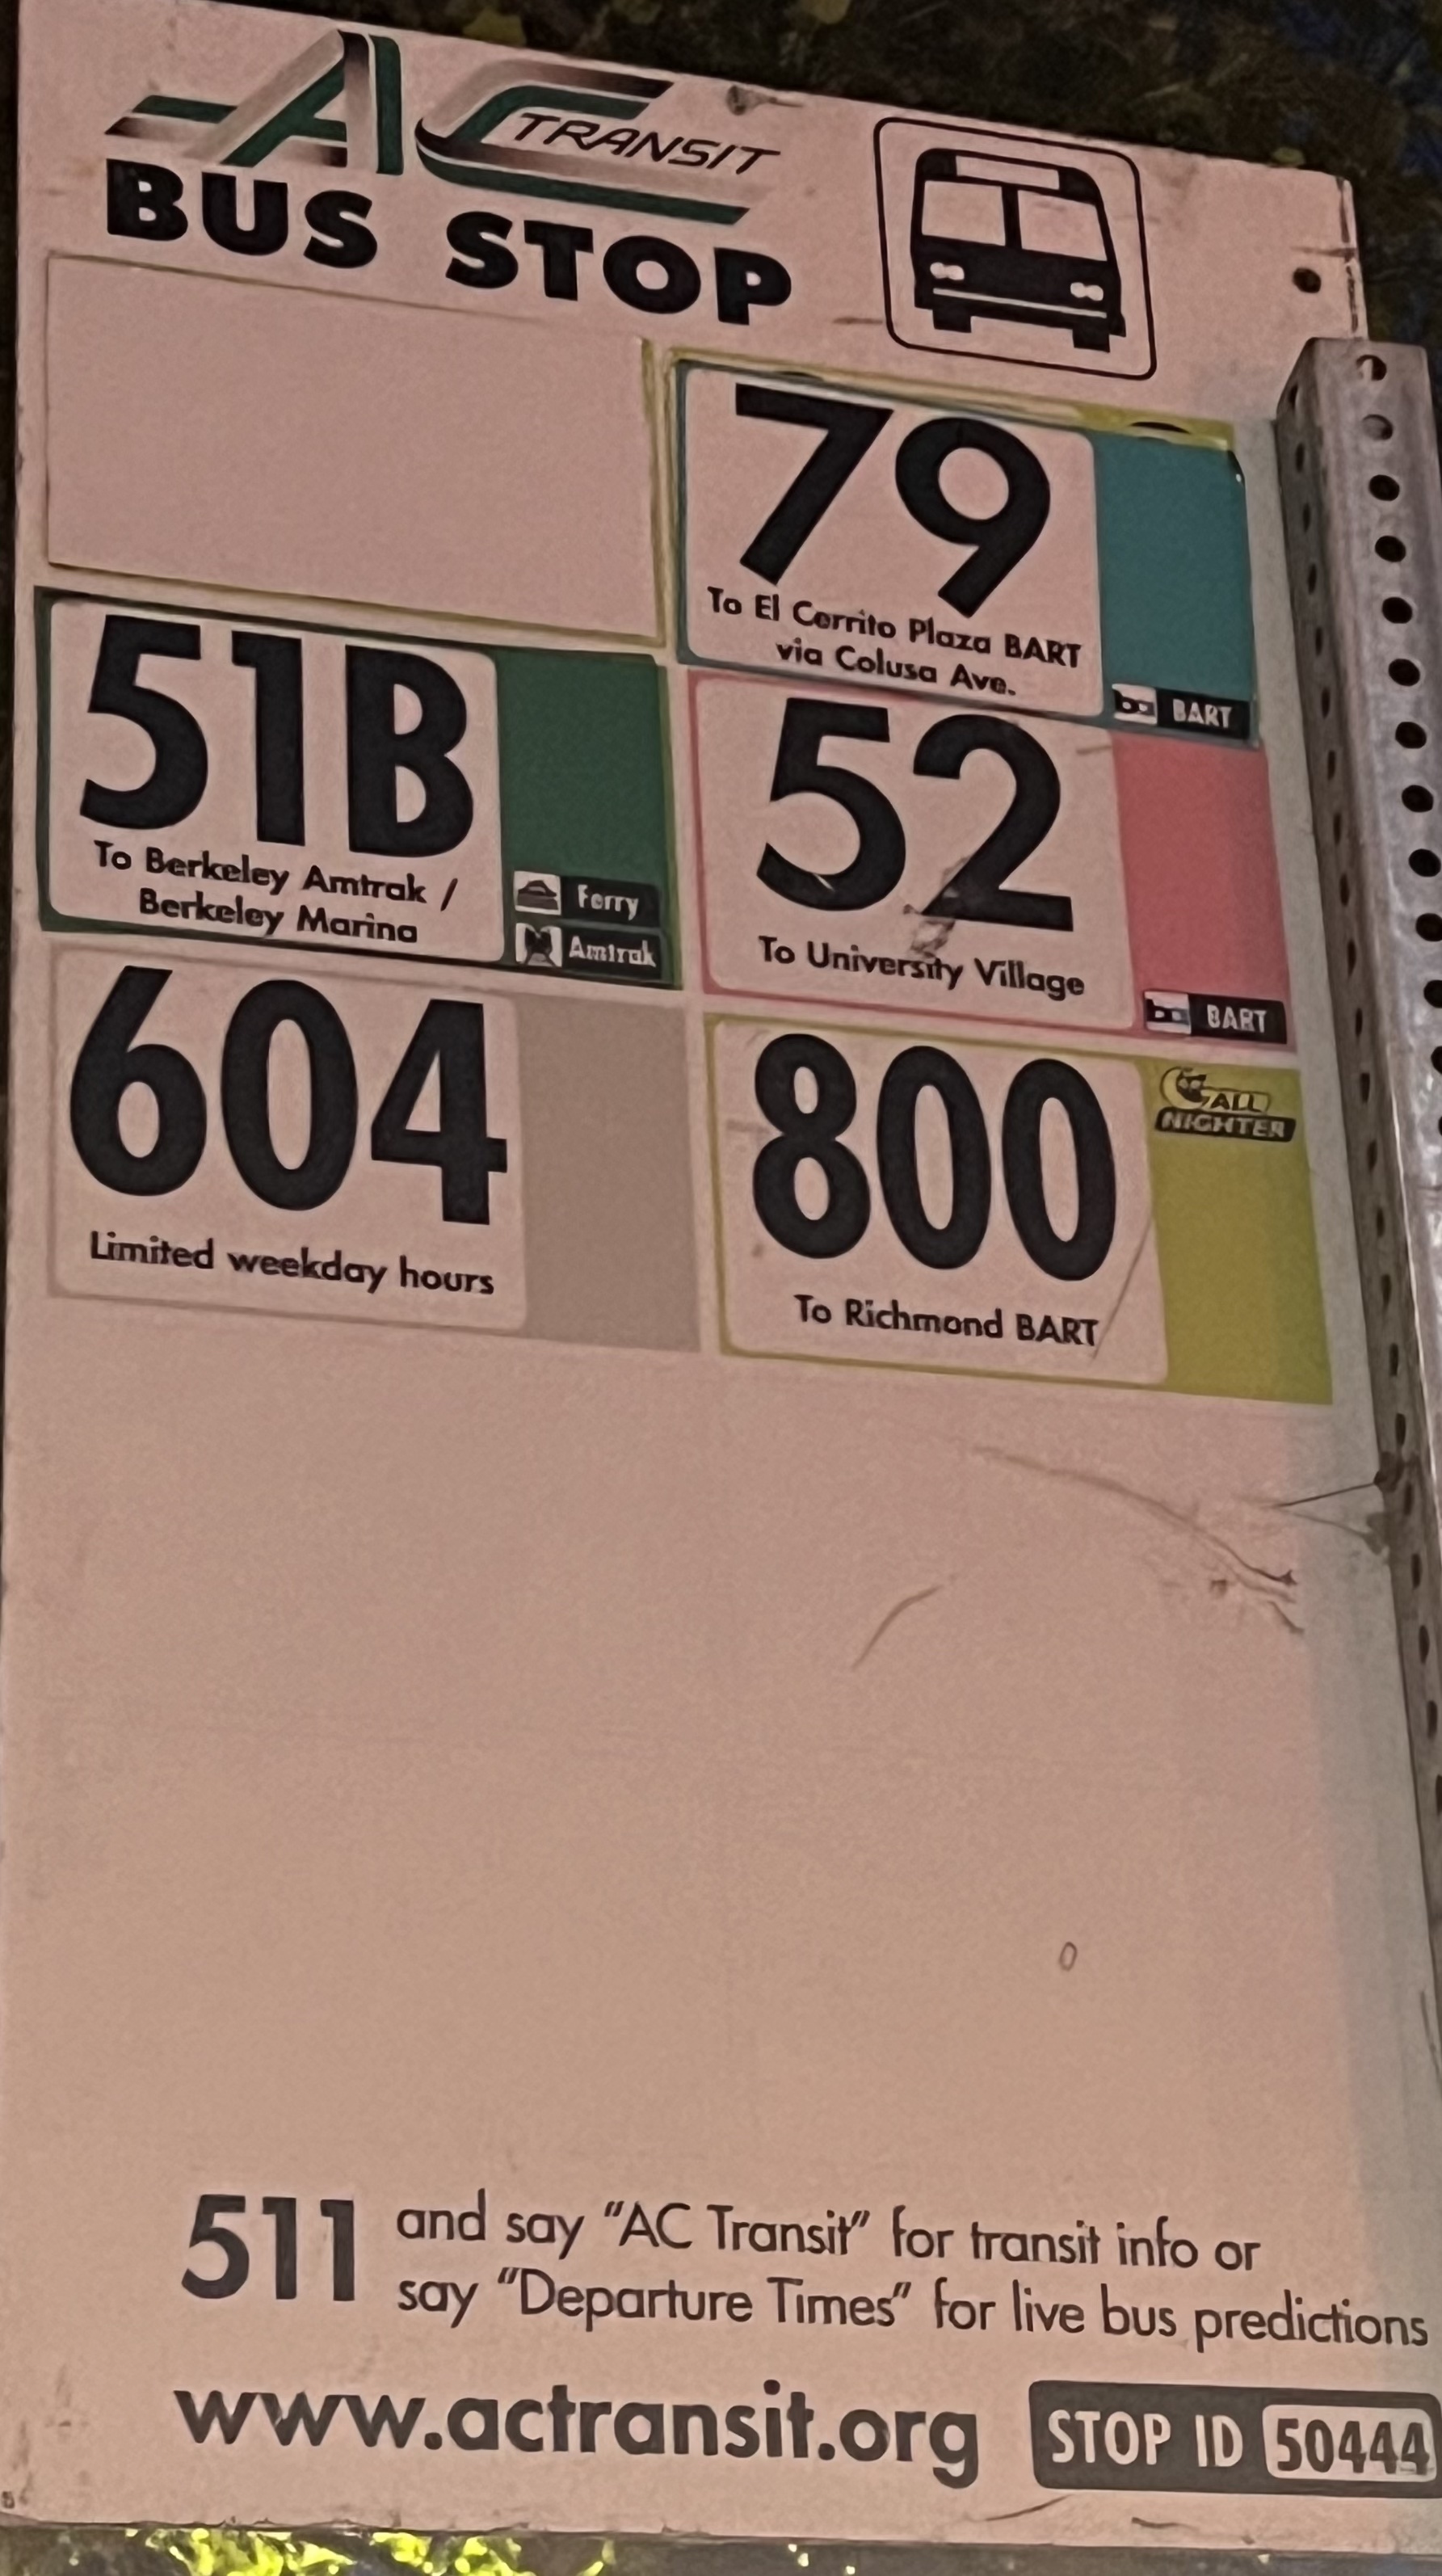 AC TRANSIT
BUS STOP
79
To El Cerrito Plaza BART
via Colusa Ave.
BART
51B
To Berkeley Amtrak /
Berkeley Marina
Ferry
Amtrak
52
To University Village
BART
604
Limited weekday hours
800
To Richmond BART
ALL
NIGHTER
511 and say "AC Transit" for transit info or
say "Departure Times" for live bus predictions
www.actransit.org STOP ID 50444